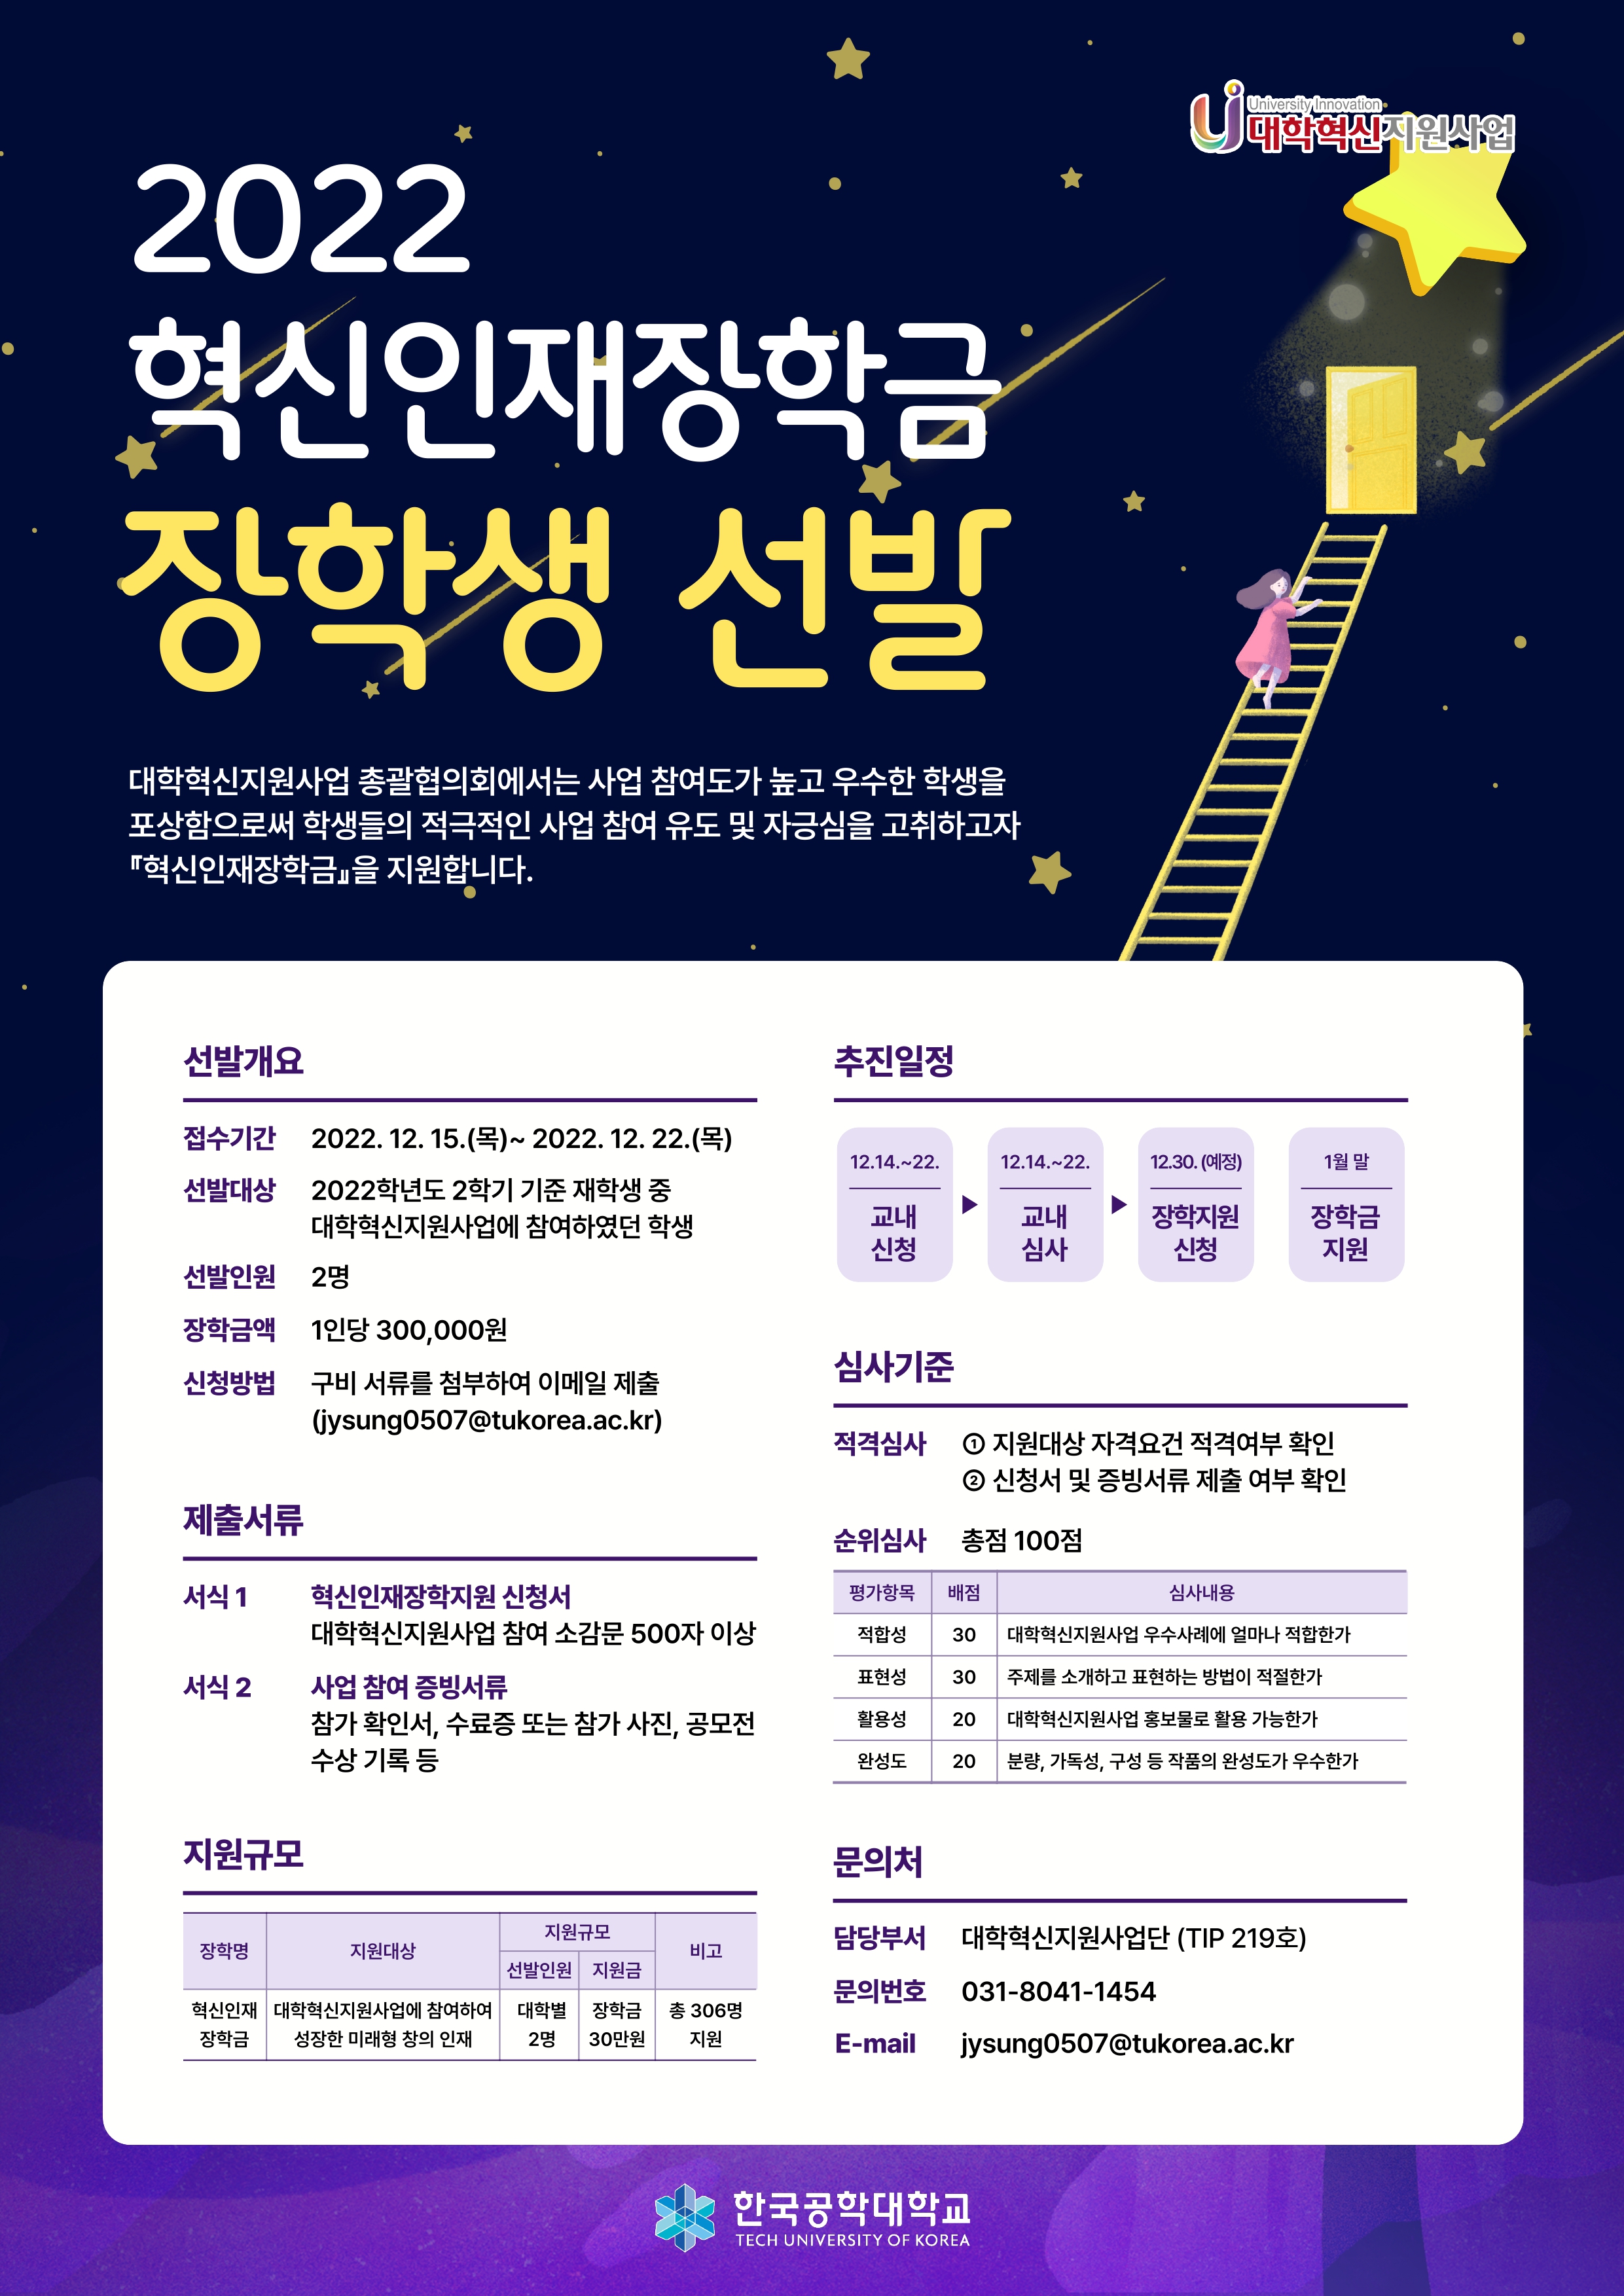 University Innovation
대학혁신지원사업
2022
혁신인재장학금
장학생 선발
대학혁신지원사업 총괄협의회에서는 사업 참여도가 높고 우수한 학생을
포상함으로써 학생들의 적극적인 사업 참여 유도 및 자긍심을 고취하고자
『혁신인재장학금』을 지원합니다.
선발개요
접수기간 2022. 12. 15.(목)~ 2022. 12. 22.(목)
선발대상 2022학년도 2학기 기준 재학생 중
대학혁신지원사업에 참여하였던 학생
선발인원 2명
장학금액 1인당 300,000원
신청방법 구비 서류를 첨부하여 이메일 제출
(jysung0507@tukorea.ac.kr)
제출서류
서식 1 혁신인재장학지원 신청서
대학혁신지원사업 참여 소감문 500자 이상
서식 2 사업 참여 증빙서류
참가 확인서, 수료증 또는 참가 사진, 공모전
수상 기록 등
지원규모
장학명 지원대상 지원규모 비고
선발인원 지원금
혁신인재 대학혁신지원사업에 참여하여 대학별 장학금 총 306명
장학금 성장한 미래형 창의 인재 2명 30만원 지원
추진일정
12.14.~22. 12.14.~22. 12.30. (예정) 1월 말
교내 ▶ 교내 ▶ 장학지원 장학금
신청 심사 신청 지원
심사기준
적격심사 ① 지원대상 자격요건 적격여부 확인
② 신청서 및 증빙서류 제출 여부 확인
순위심사 총점 100점
평가항목 배점 심사내용
적합성 30 대학혁신지원사업 우수사례에 얼마나 적합한가
표현성 30 주제를 소개하고 표현하는 방법이 적절한가
활용성 20 대학혁신지원사업 홍보물로 활용 가능한가
완성도 20 분량, 가독성, 구성 등 작품의 완성도가 우수한가
문의처
담당부서 대학혁신지원사업단 (TIP 219호)
문의번호 031-8041-1454
E-mail jysung0507@tukorea.ac.kr
한국공학대학교
TECH UNIVERSITY OF KOREA